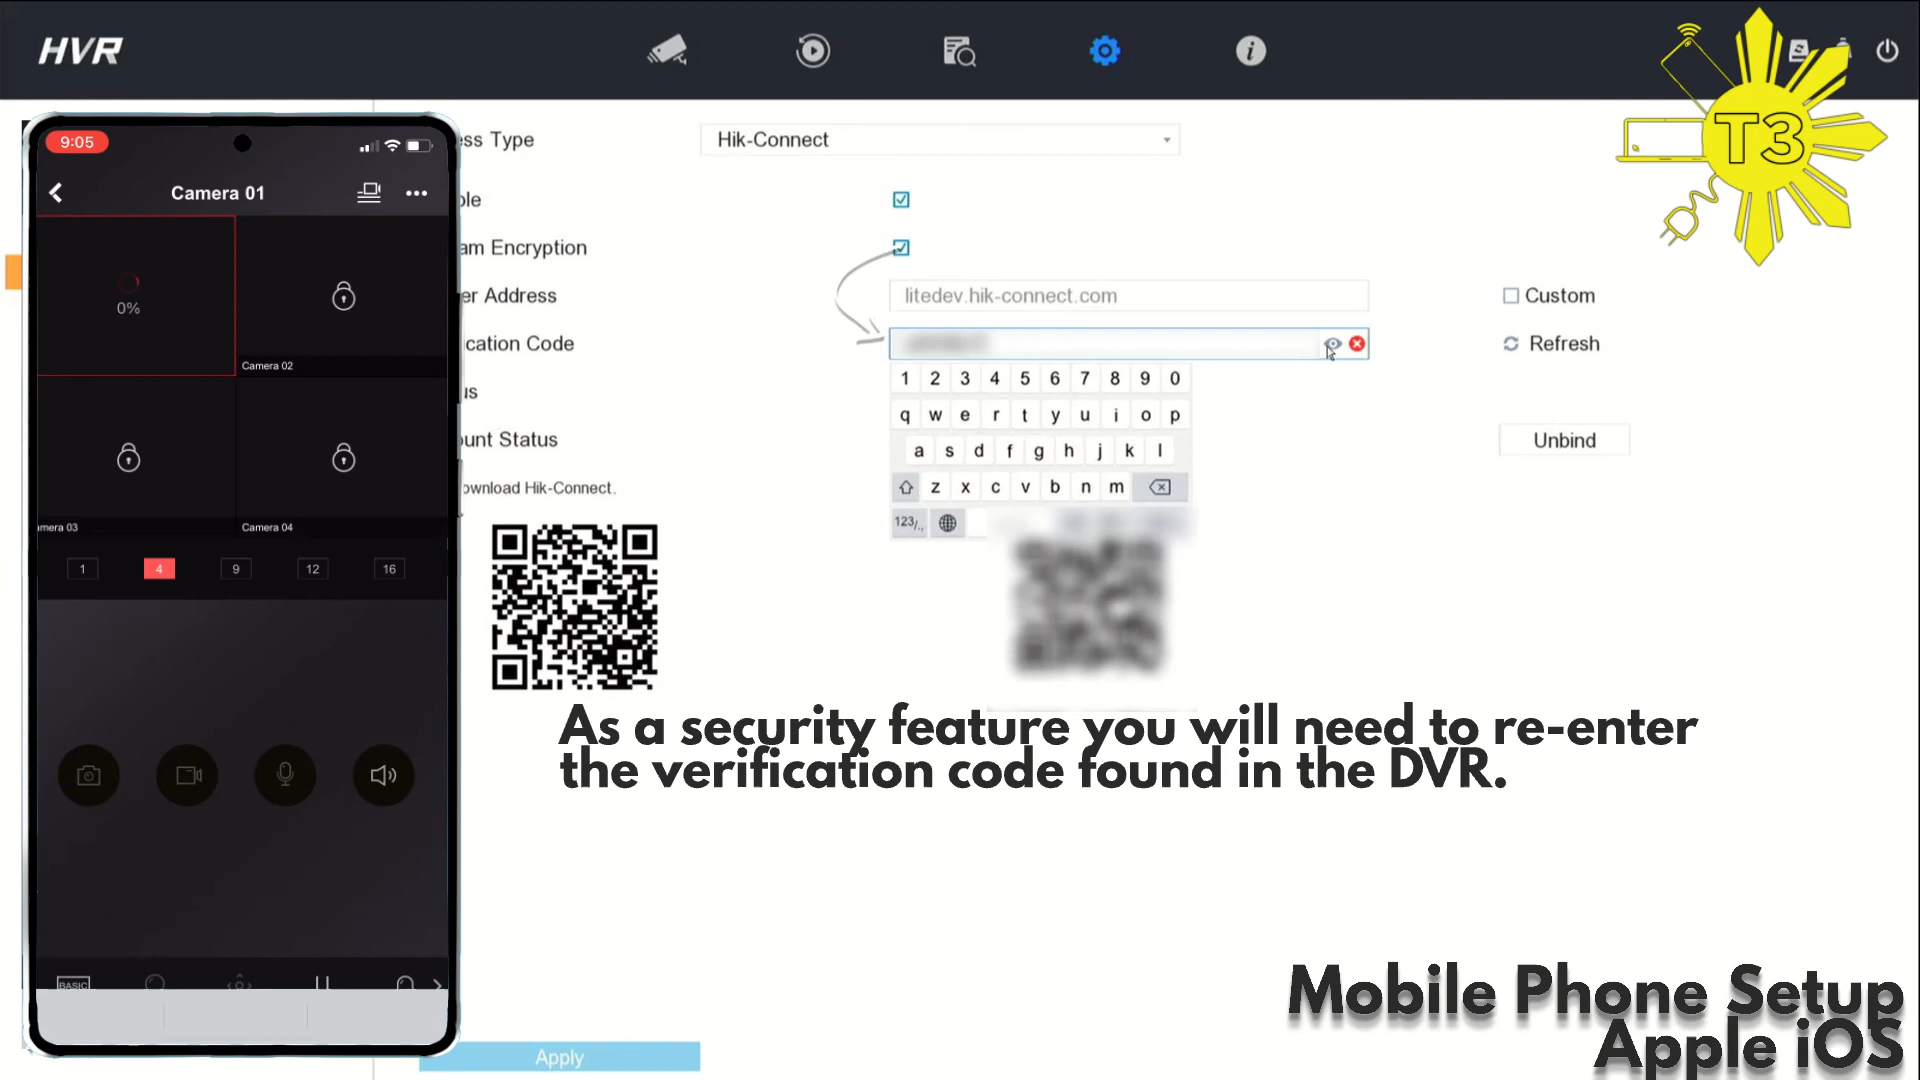 HVR
T3
9:05
Camera 01
0%
Camera 02
mera 03
Camera 04
1 4 9 12 16
BASIC
ss Type
Hik-Connect
le
am Encryption
er Address
litedev.hik-connect.com
Custom
ication Code
Refresh
1 2 3 4 5 6 7 8 9 0
us
q w e r t y u i o p
unt Status
Unbind
a s d f g h j k l
ownload Hik-Connect.
z x c v b n m
123/.,
As a security feature you will need to re-enter
the verification code found in the DVR.
Mobile Phone Setup
Apple iOS
Apply